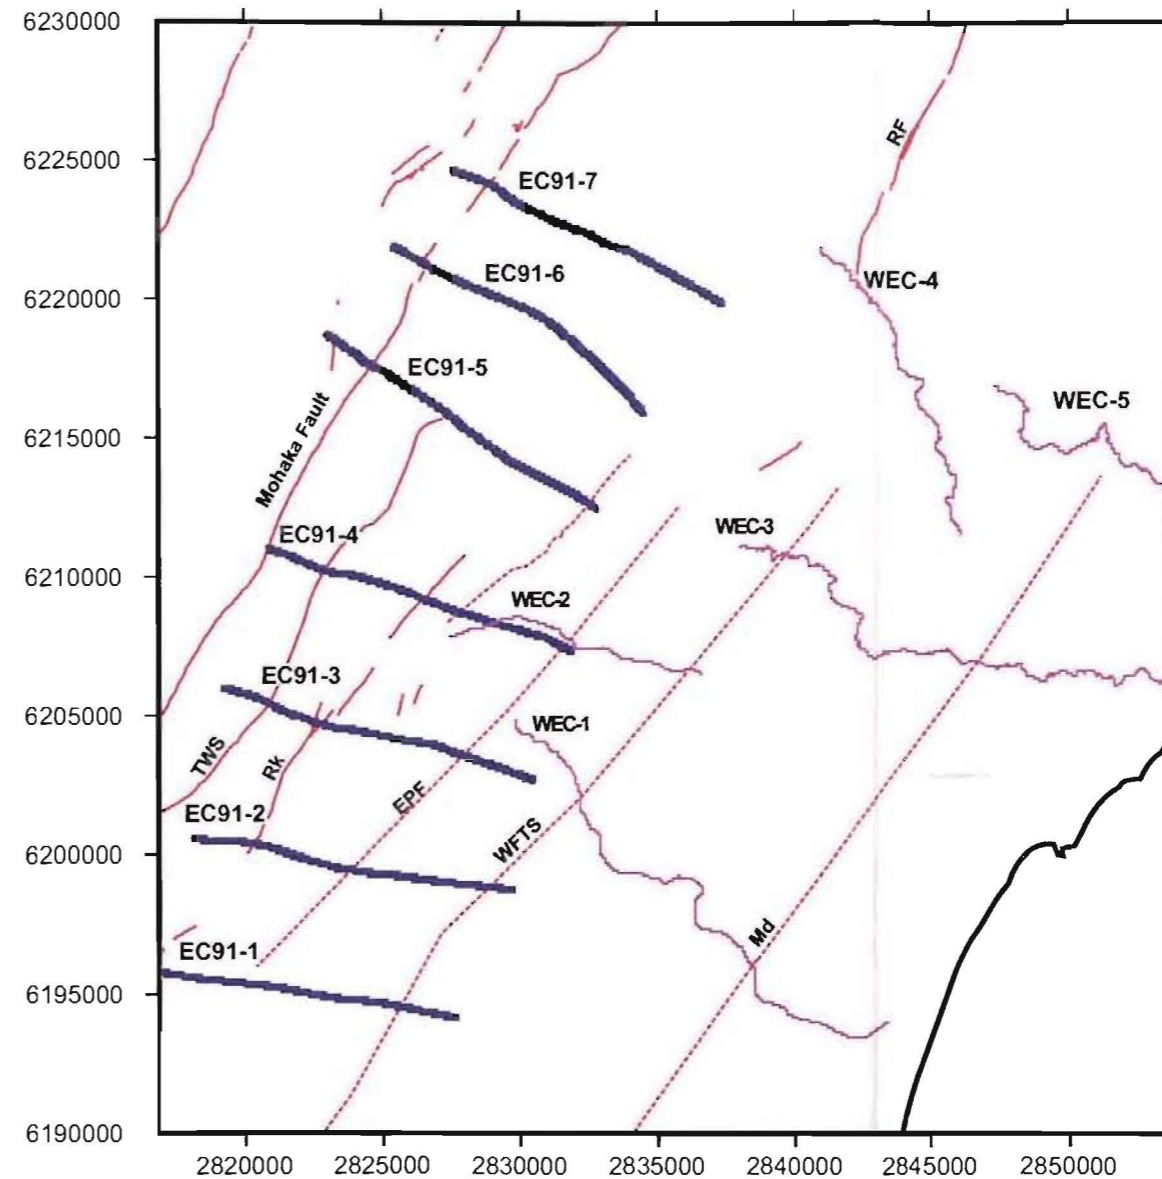 6230000
6225000
6220000
6215000
6210000
6205000
6200000
6195000
6190000
RF
EC91-7
EC91-6
WEC-4
EC91-5
WEC-5
Mohaka Fault
EC91-4
WEC-3
WEC-2
EC91-3
WEC-1
TWS
Rk
EPF
EC91-2
WFTS
Md
EC91-1
2820000 2825000 2830000 2835000 2840000 2845000 2850000